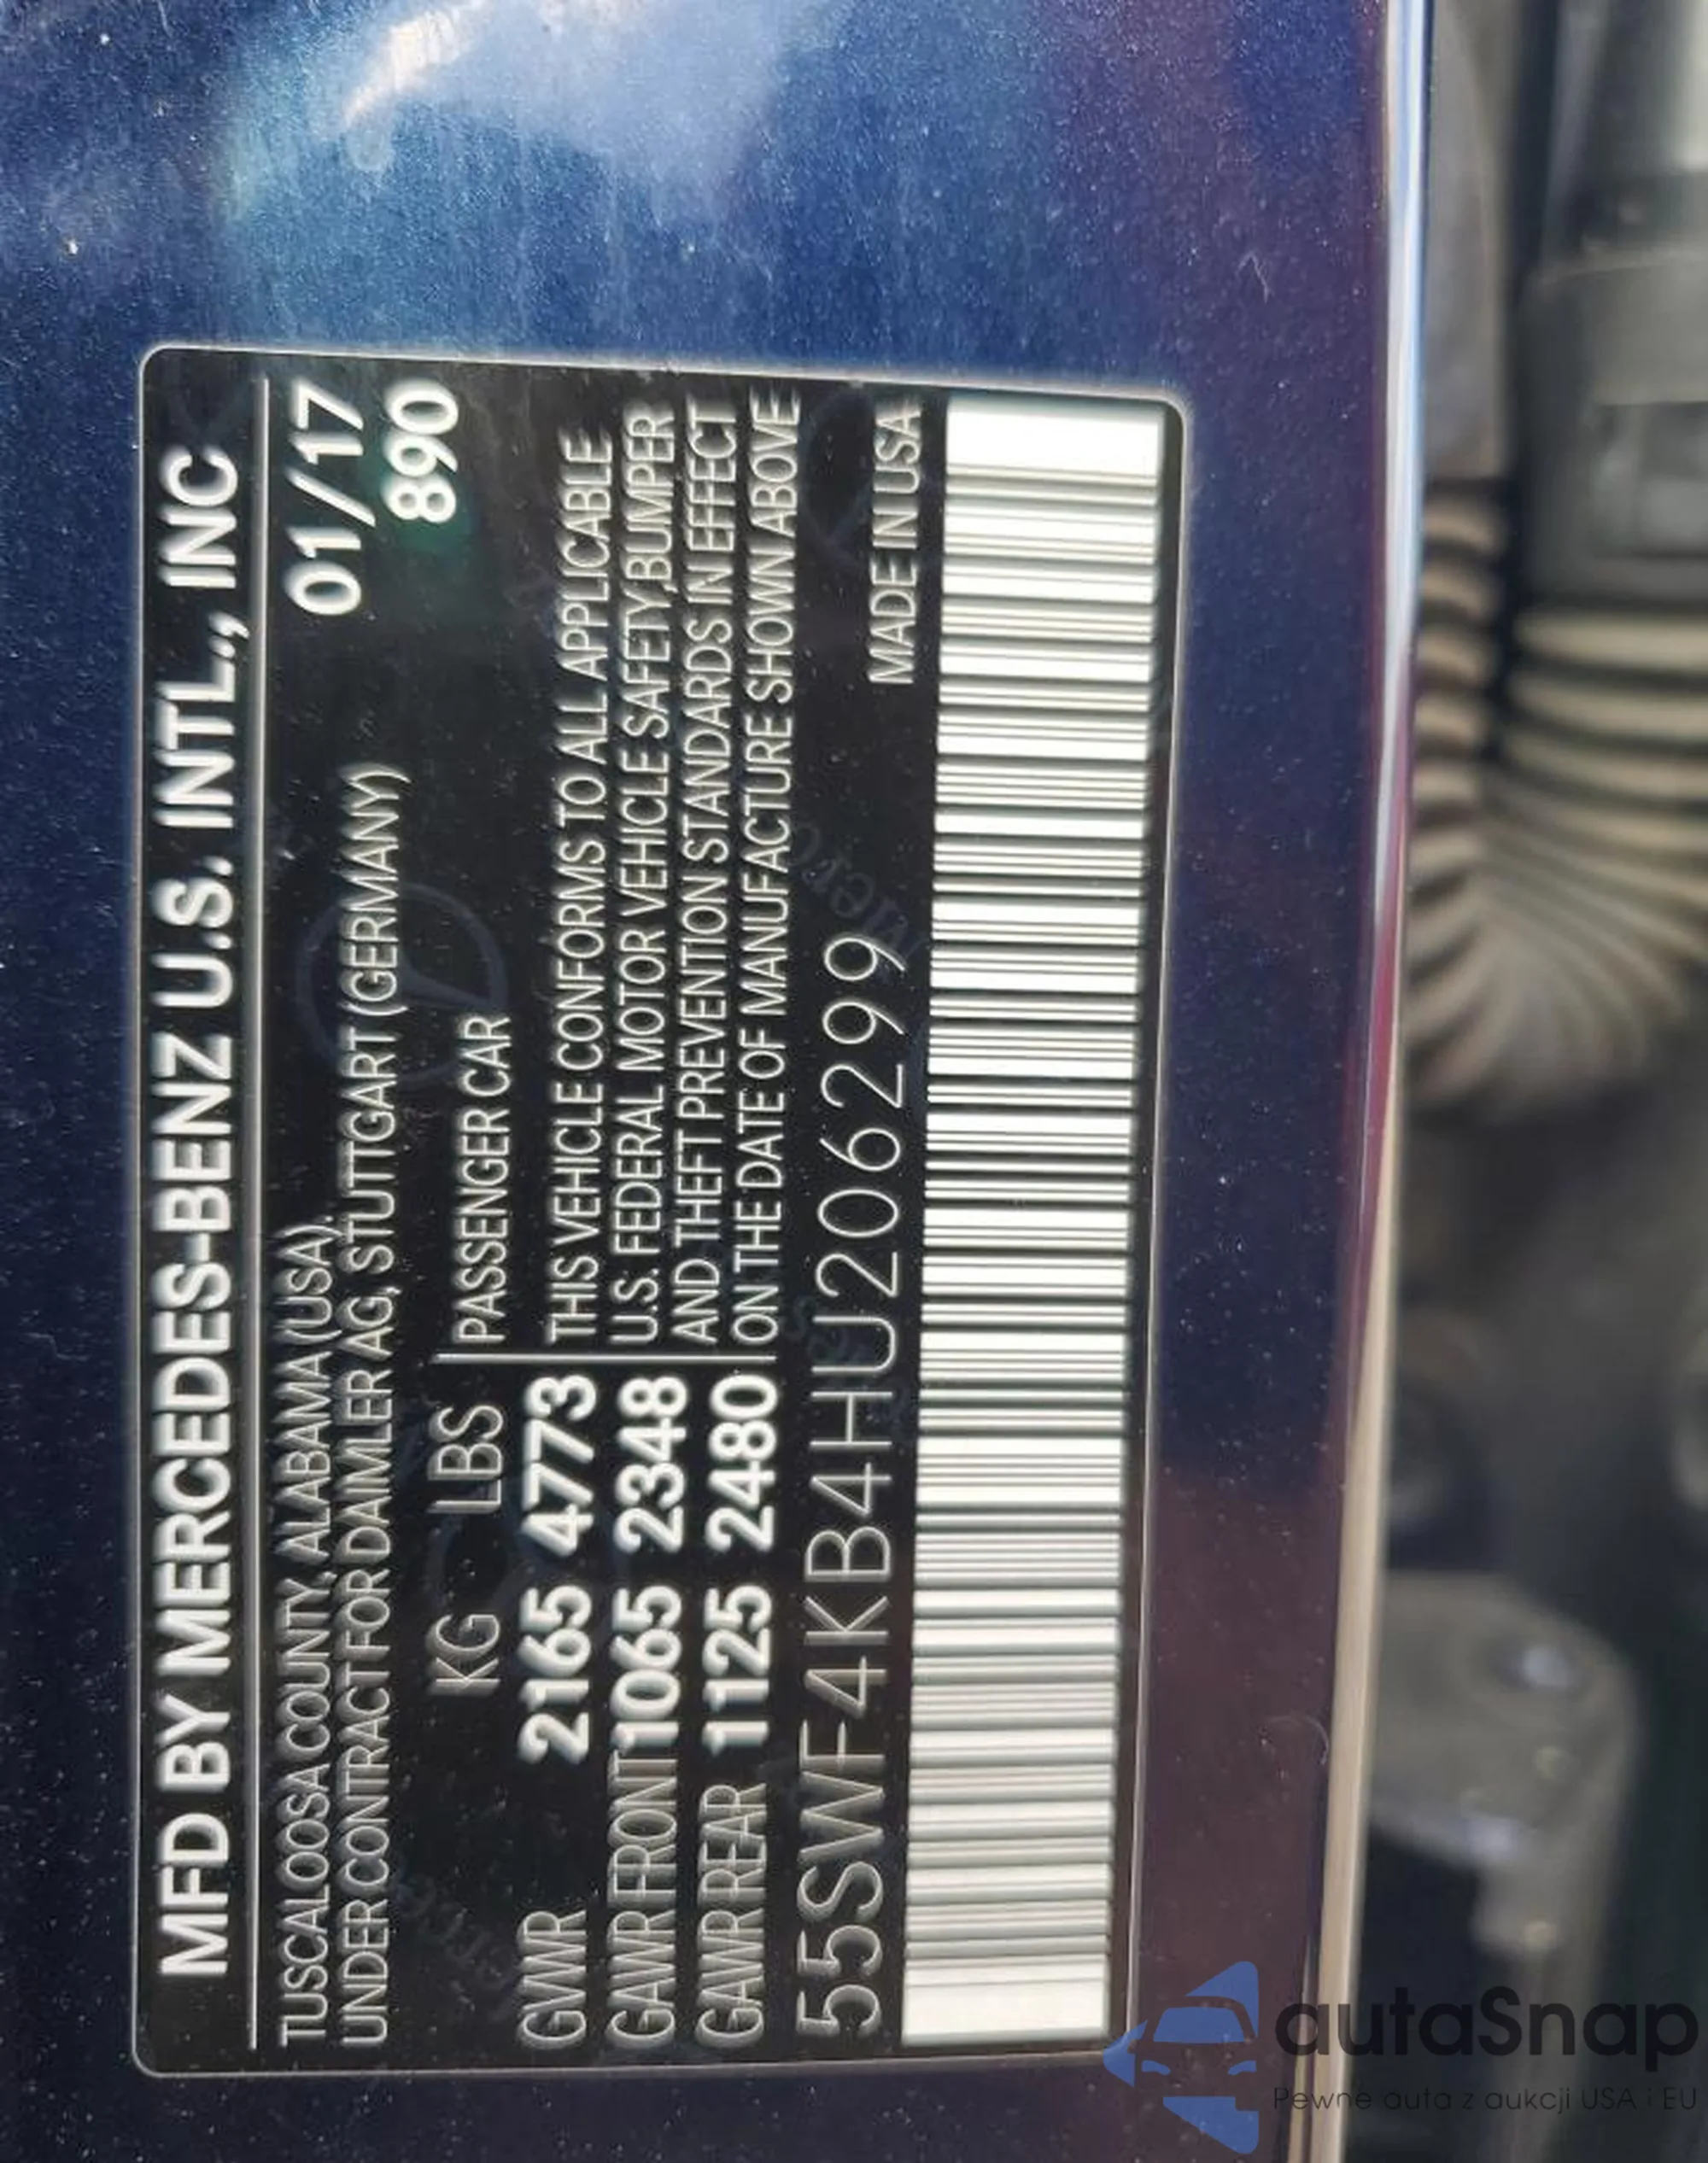 MFD BY MERCEDES-BENZ U.S. INTL., INC
TUSCALOOSA COUNTY, ALABAMA (USA). 01/17
UNDER CONTRACT FOR DAIMLER AG, STUTTGART (GERMANY) 890
KG LBS PASSENGER CAR
GVWR 2165 4773 THIS VEHICLE CONFORMS TO ALL APPLICABLE
GAWR FRONT 1065 2348 U.S. FEDERAL MOTOR VEHICLE SAFETY, BUMPER
AND THEFT PREVENTION STANDARDS IN EFFECT
GAWR REAR 1125 2480 ON THE DATE OF MANUFACTURE SHOWN ABOVE
55SWF4KB4HU206299 MADE IN USA
autaSnap
Pewne auta z aukcji USA i EU